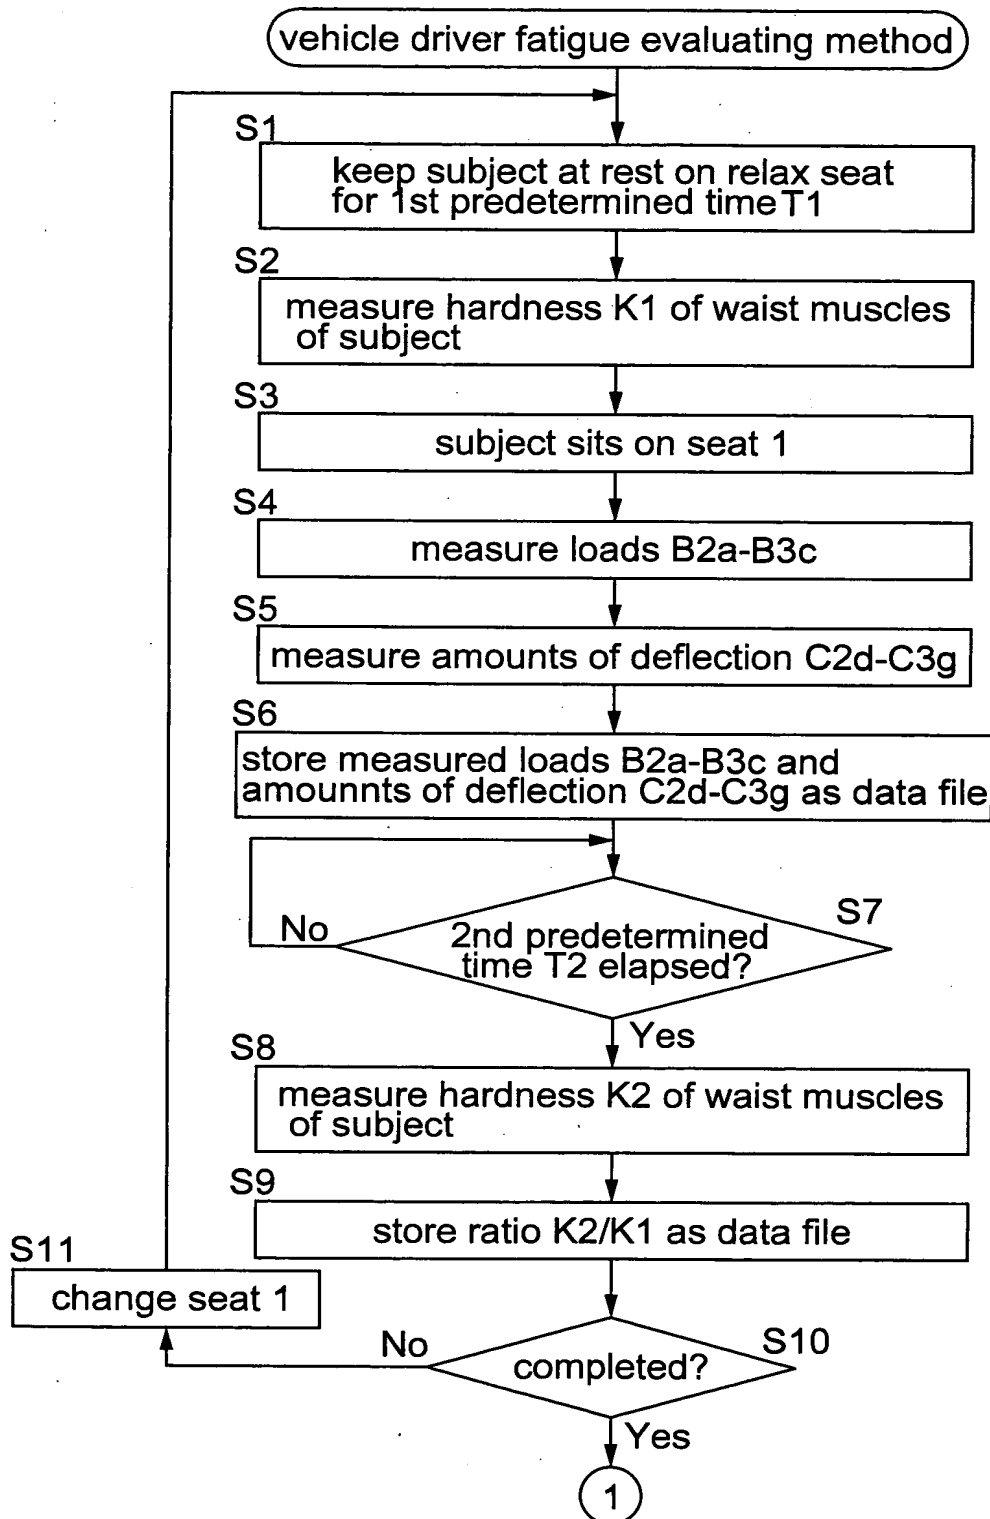 vehicle driver fatigue evaluating method
S1
keep subject at rest on relax seat
for 1st predetermined time T1
S2
measure hardness K1 of waist muscles
of subject
S3
subject sits on seat 1
S4
measure loads B2a-B3c
S5
measure amounts of deflection C2d-C3g
S6
store measured loads B2a-B3c and
amounnts of deflection C2d-C3g as data file
S7
No
2nd predetermined
time T2 elapsed?
Yes
S8
measure hardness K2 of waist muscles
of subject
S9
store ratio K2/K1 as data file
S11
change seat 1
No
S10
completed?
Yes
1